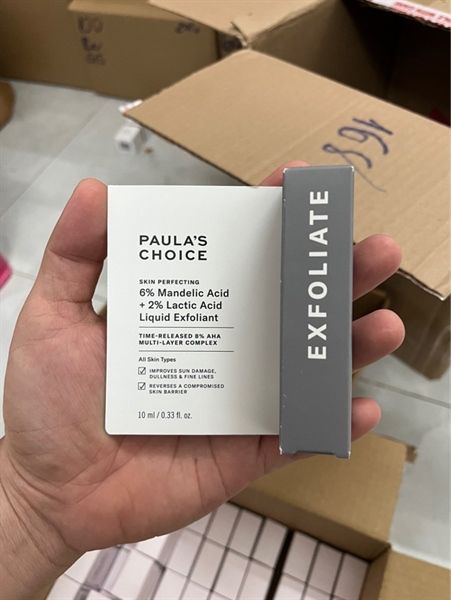 PAULA'S
CHOICE
SKIN PERFECTING
6% Mandelic Acid
+ 2% Lactic Acid
Liquid Exfoliant
TIME-RELEASED 8% AHA
MULTI-LAYER COMPLEX
All Skin Types
IMPROVES SUN DAMAGE,
DULLNESS & FINE LINES
REVERSES A COMPROMISED
SKIN BARRIER
10 ml / 0.33 fl. oz.
EXFOLIATE